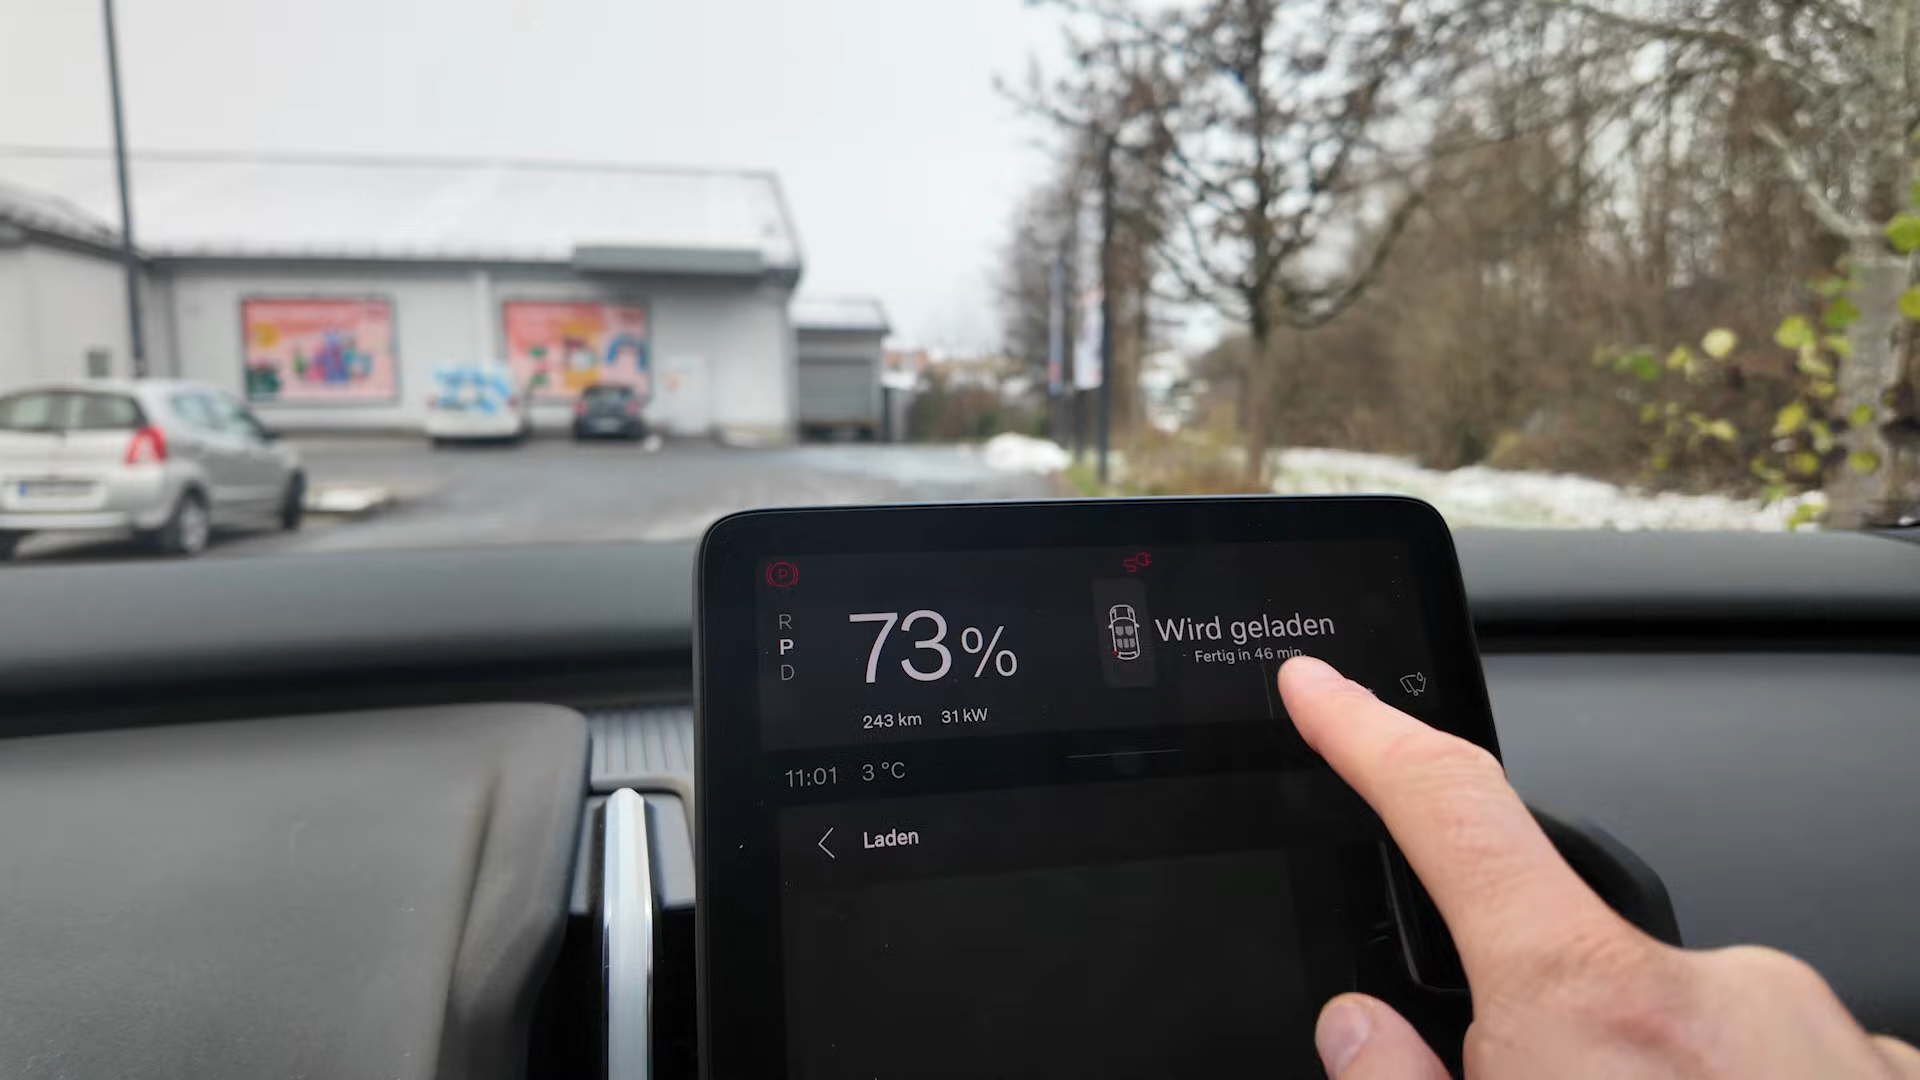 P
R
P
D
73%
Wird geladen
Fertig in 46 min.
243 km 31 kW
11:01 3 °C
Laden